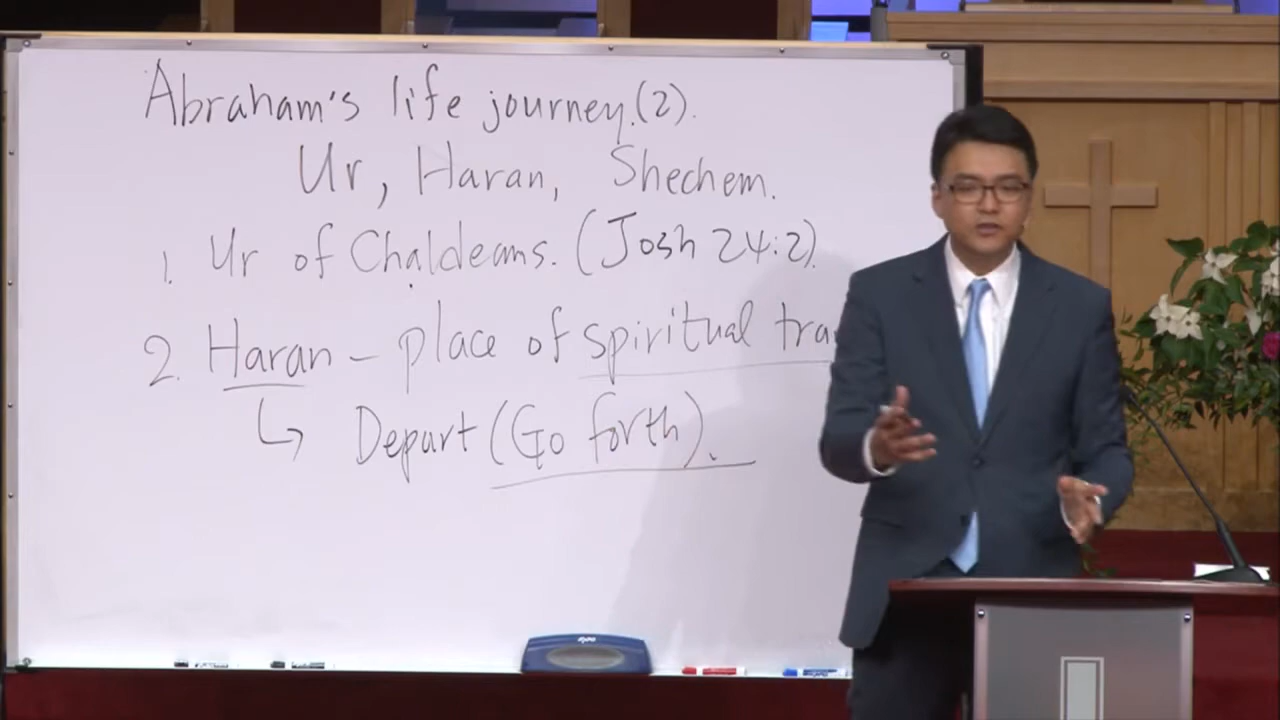 Abraham's life journey.(2).
Ur, Haran, Shechem.
1. Ur of Chaldeans. (Josh 24:2).
2. Haran – place of spiritual tra
↳ Depart (Go forth).
EXPO